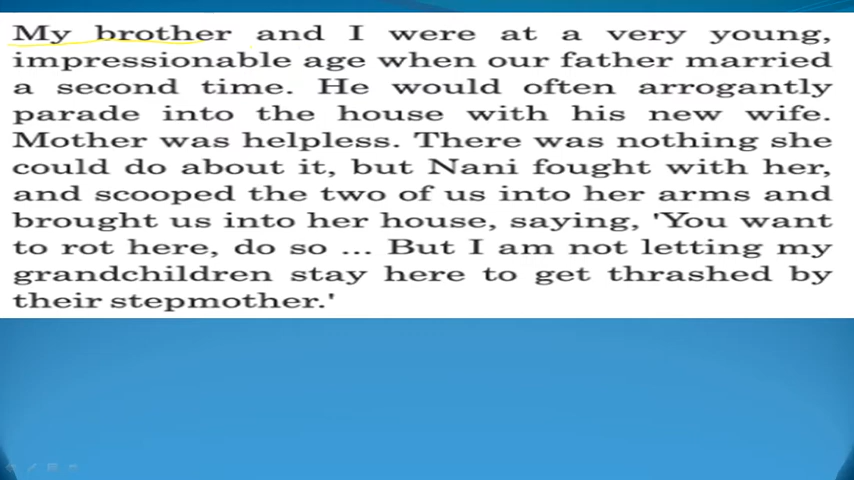 My brother and I were at a very young,
impressionable age when our father married
a second time. He would often arrogantly
parade into the house with his new wife.
Mother was helpless. There was nothing she
could do about it, but Nani fought with her,
and scooped the two of us into her arms and
brought us into her house, saying, 'You want
to rot here, do so ... But I am not letting my
grandchildren stay here to get thrashed by
their stepmother.'